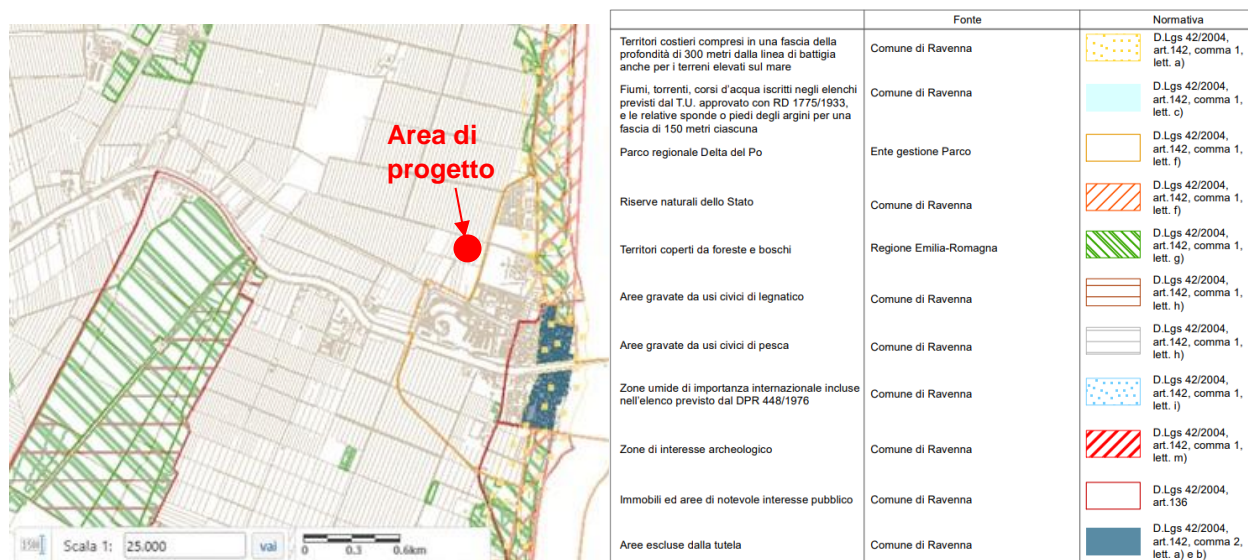 Area di
progetto
150
Scala 1: 25.000 vai
0 0.3 0.6km
Fonte Normativa
Territori costieri compresi in una fascia della
profondità di 300 metri dalla linea di battigia
anche per i terreni elevati sul mare
Comune di Ravenna
D.Lgs 42/2004,
art.142, comma 1,
lett. a)
Fiumi, torrenti, corsi d'acqua iscritti negli elenchi
previsti dal T.U. approvato con RD 1775/1933,
e le relative sponde o piedi degli argini per una
fascia di 150 metri ciascuna
Comune di Ravenna
D.Lgs 42/2004,
art.142, comma 1,
lett. c)
Parco regionale Delta del Po
Ente gestione Parco
D.Lgs 42/2004,
art.142, comma 1,
lett. f)
Riserve naturali dello Stato
Comune di Ravenna
D.Lgs 42/2004,
art.142, comma 1,
lett. f)
Territori coperti da foreste e boschi
Regione Emilia-Romagna
D.Lgs 42/2004,
art.142, comma 1,
lett. g)
Aree gravate da usi civici di legnatico
Comune di Ravenna
D.Lgs 42/2004,
art.142, comma 1,
lett. h)
Aree gravate da usi civici di pesca
Comune di Ravenna
D.Lgs 42/2004,
art.142, comma 1,
lett. h)
Zone umide di importanza internazionale incluse
nell'elenco previsto dal DPR 448/1976
Comune di Ravenna
D.Lgs 42/2004,
art.142, comma 1,
lett. i)
Zone di interesse archeologico
Comune di Ravenna
D.Lgs 42/2004,
art.142, comma 1,
lett. m)
Immobili ed aree di notevole interesse pubblico
Comune di Ravenna
D.Lgs 42/2004,
art.136
Aree escluse dalla tutela
Comune di Ravenna
D.Lgs 42/2004,
art.142, comma 2,
lett. a) e b)